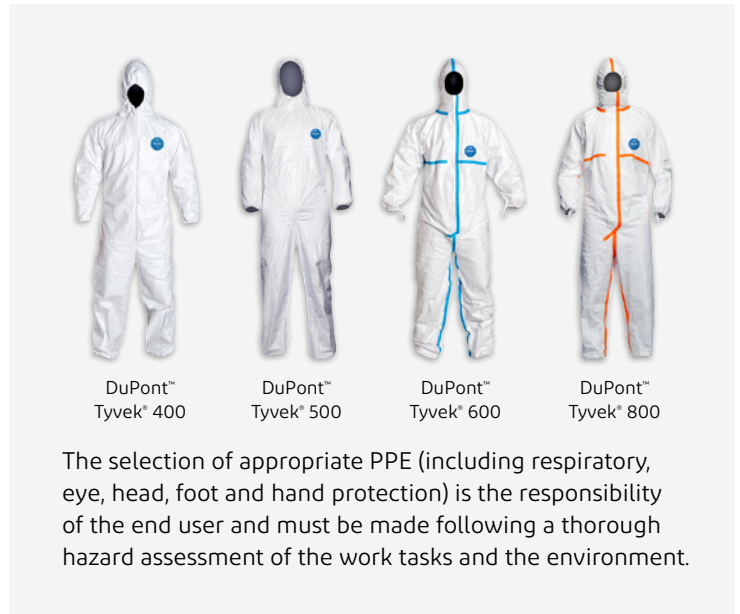 DuPont™
Tyvek® 400
DuPont™
Tyvek® 500
DuPont™
Tyvek® 600
DuPont™
Tyvek® 800
The selection of appropriate PPE (including respiratory,
eye, head, foot and hand protection) is the responsibility
of the end user and must be made following a thorough
hazard assessment of the work tasks and the environment.